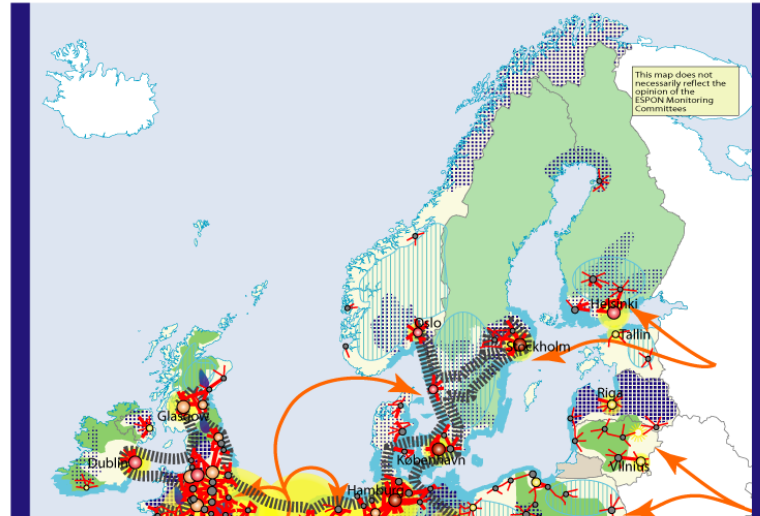 This map does not
necessarily reflect the
opinion of the
ESPON Monitoring
Committees
Oslo
Helsinki
Tallin
Stockholm
Riga
Glasgow
København
Dublin
Vilnius
Hamburg